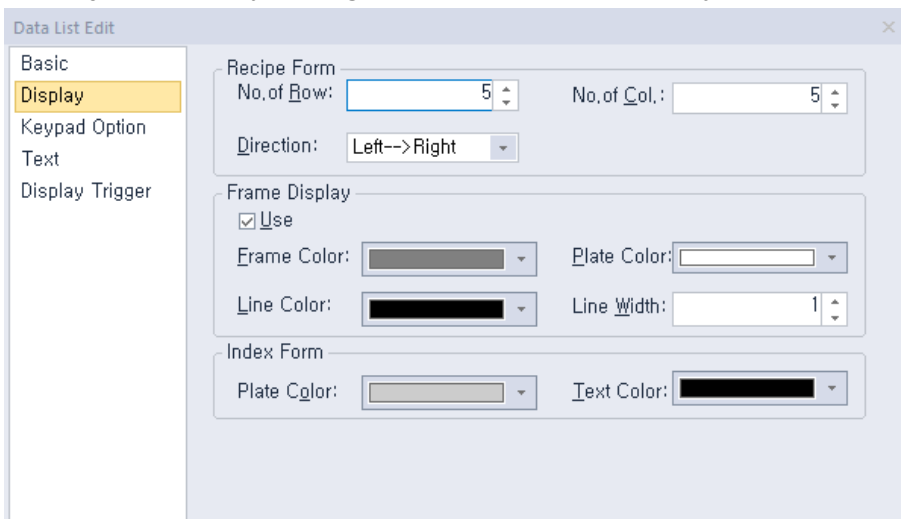 Data List Edit
Basic
Display
Keypad Option
Text
Display Trigger
Recipe Form
No.of Row: 5 No.of Col.: 5
Direction: Left-->Right
Frame Display
Use
Frame Color: Plate Color:
Line Color: Line Width: 1
Index Form
Plate Color: Text Color: